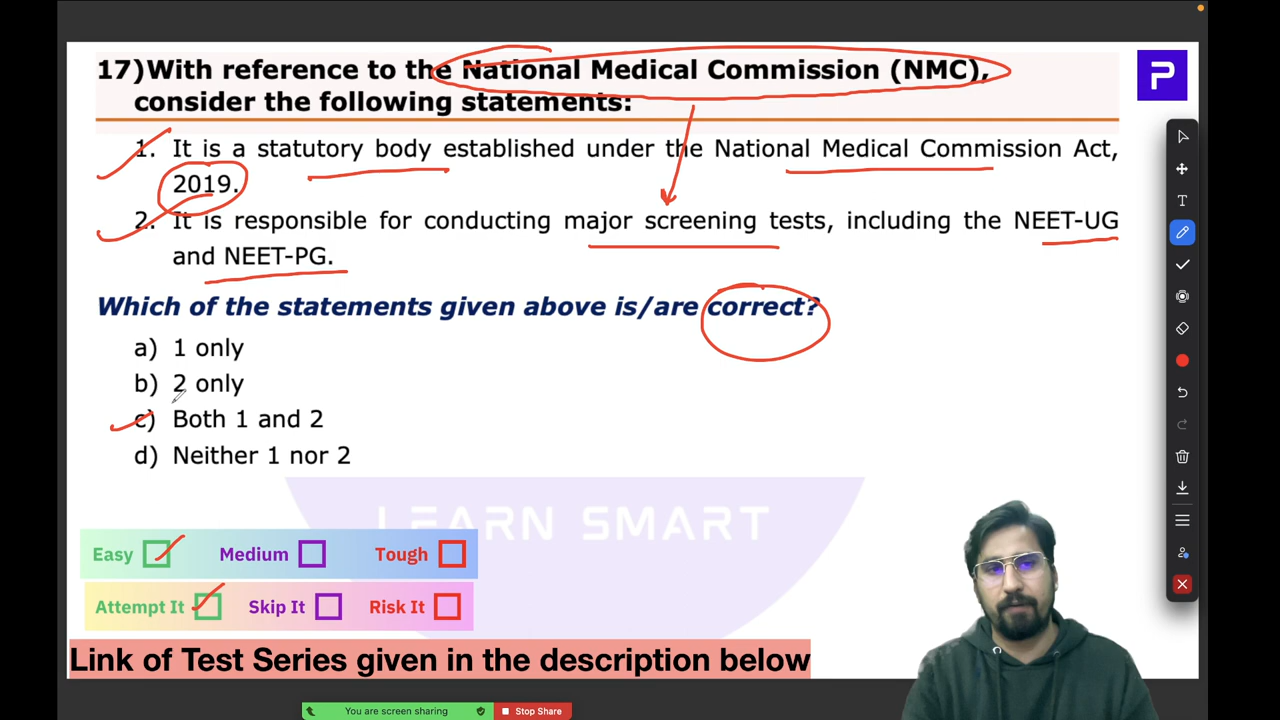 17)With reference to the National Medical Commission (NMC),
consider the following statements:
1. It is a statutory body established under the National Medical Commission Act,
2019.
2. It is responsible for conducting major screening tests, including the NEET-UG
and NEET-PG.
Which of the statements given above is/are correct?
a) 1 only
b) 2 only
c) Both 1 and 2
d) Neither 1 nor 2
LEARN SMART
Easy Medium Tough
Attempt It Skip It Risk It
Link of Test Series given in the description below
You are screen sharing Stop Share
P
T